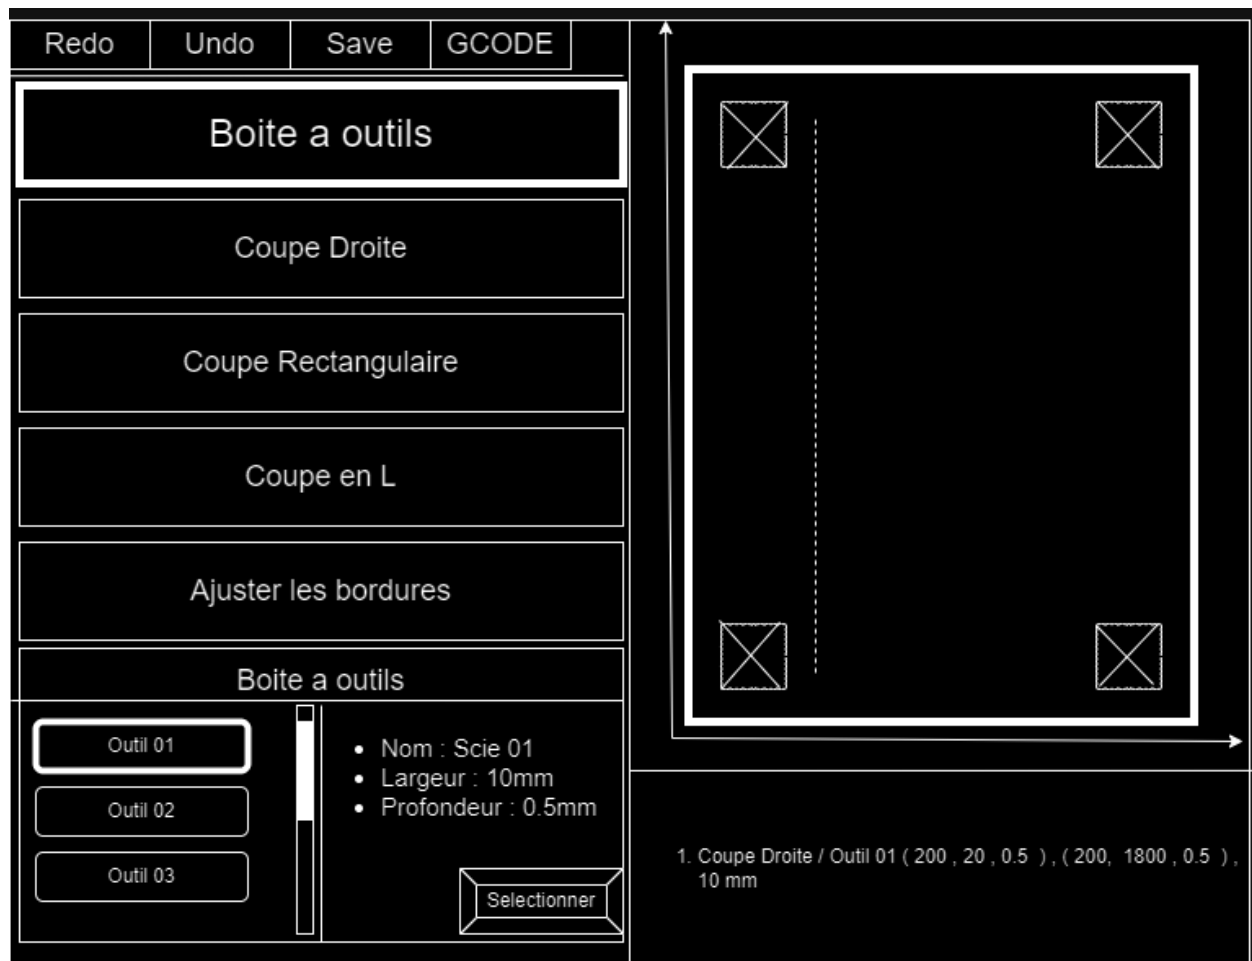 Redo
Undo
Save
GCODE
Boite a outils
Coupe Droite
Coupe Rectangulaire
Coupe en L
Ajuster les bordures
Boite a outils
Outil 01
Outil 02
Outil 03
• Nom : Scie 01
• Largeur : 10mm
• Profondeur : 0.5mm
Selectionner
1. Coupe Droite / Outil 01 ( 200 , 20 , 0.5 ) , ( 200, 1800 , 0.5 ) ,
10 mm